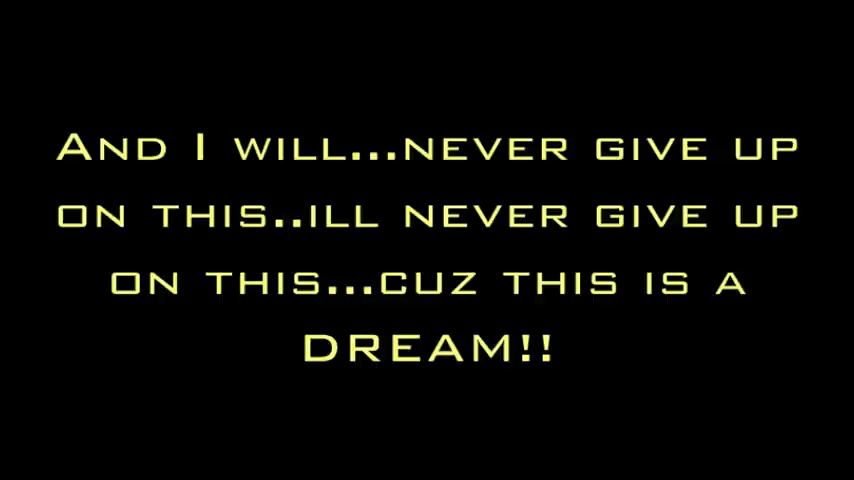 And I will...never give up
on this..ill never give up
on this...cuz this is a
DREAM!!